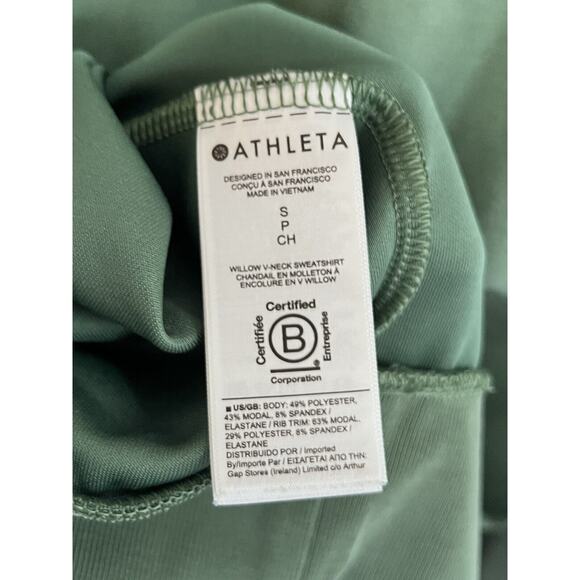 ATHLETA
DESIGNED IN SAN FRANCISCO
CONÇU À SAN FRANCISCO
MADE IN VIETNAM
S
P
CH
WILLOW V-NECK SWEATSHIRT
CHANDAIL EN MOLLETON À
ENCOLURE EN V WILLOW
Certified
Certifiée
B
Entreprise
®
Corporation
■ US/GB: BODY: 49% POLYESTER,
43% MODAL, 8% SPANDEX /
ELASTANE / RIB TRIM: 63% MODAL,
29% POLYESTER, 8% SPANDEX /
ELASTANE
DISTRIBUIDO POR / Imported
By/Importe Par / ΕΙΣΑΓΕΤΑΙ ΑΠΟ ΤΗΝ:
Gap Stores (Ireland) Limited c/o Arthur